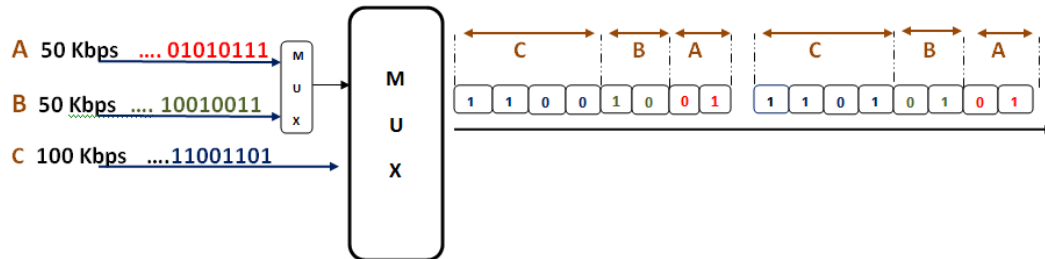 A 50 Kbps .... 01010111
B 50 Kbps .... 10010011
C 100 Kbps ....11001101
M
U
X
M
U
X
C B A C B A
1 1 0 0 1 0 0 1 1 1 0 1 0 1 0 1